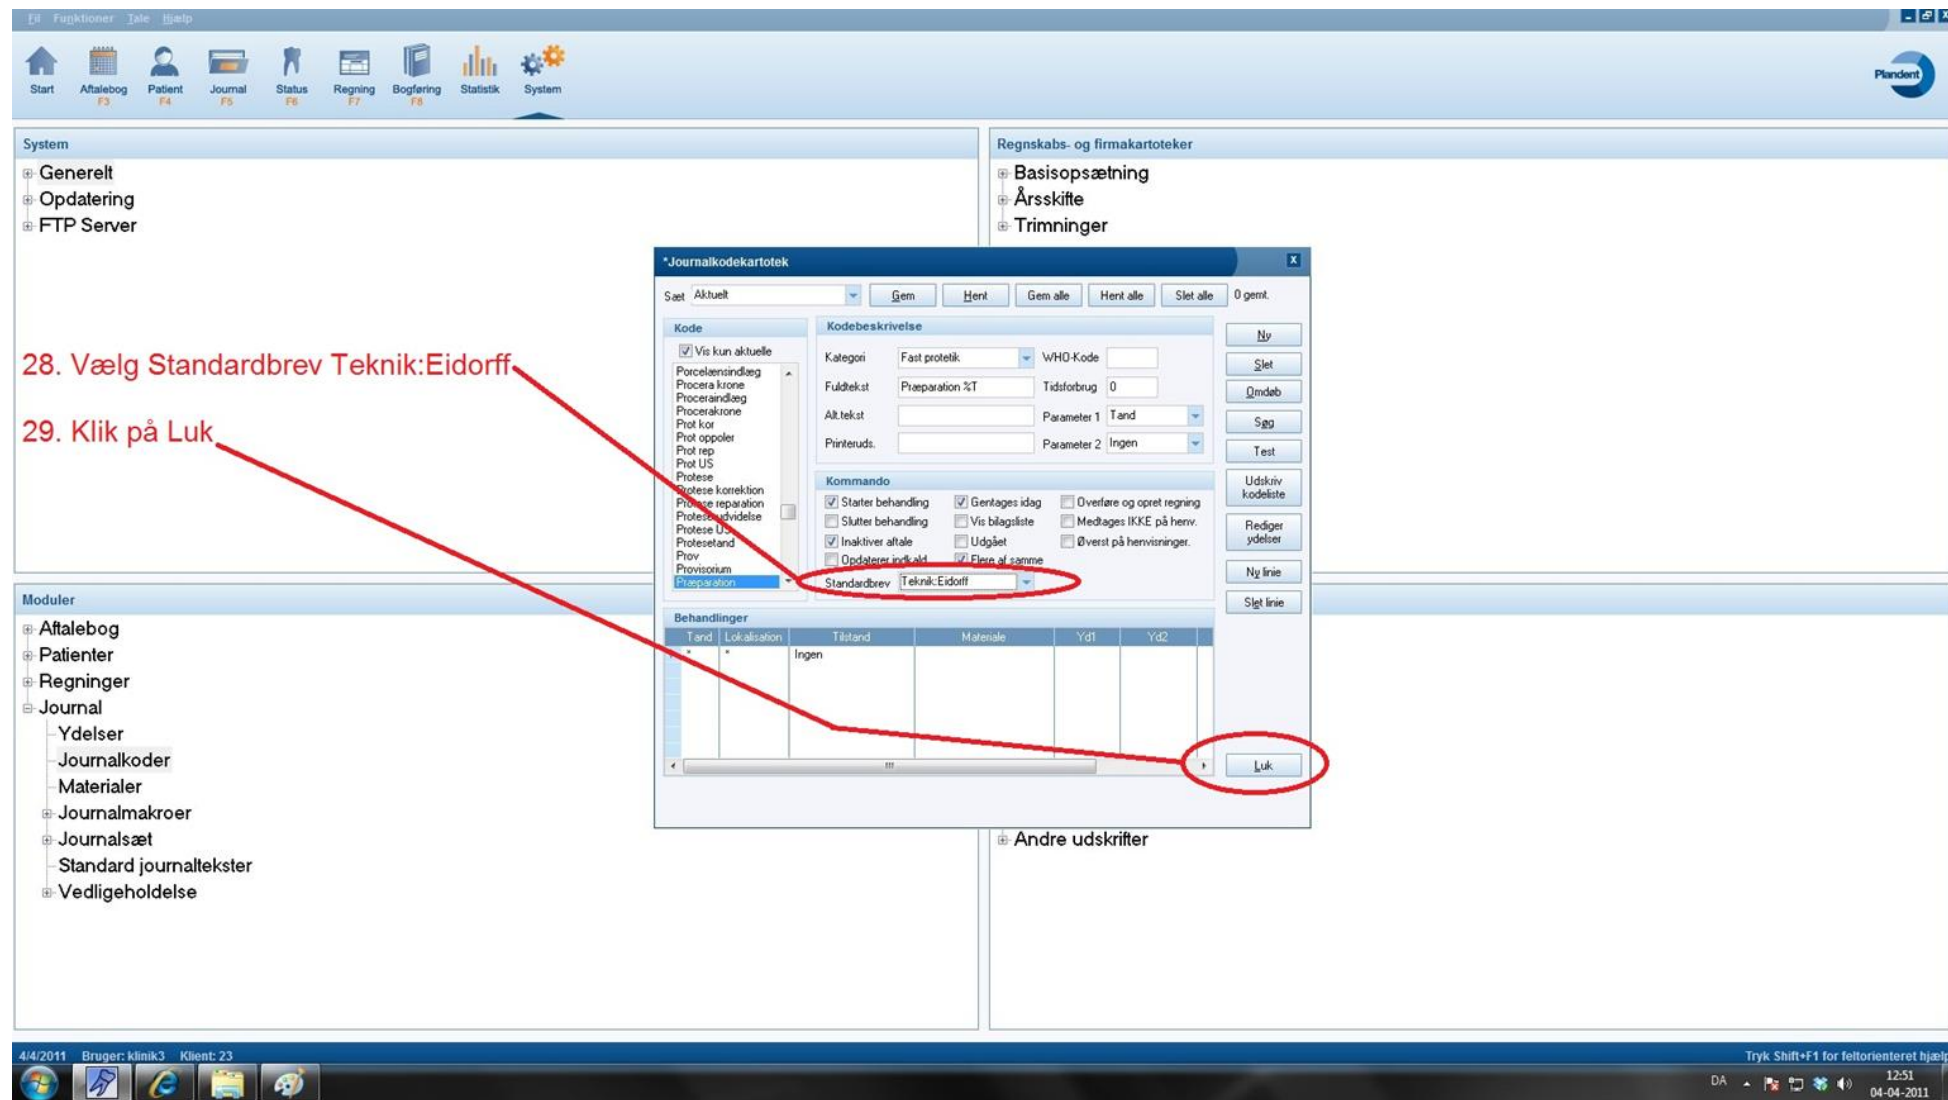 Fil Funktioner Tale Hjælp
Start Aftalebog Patient Journal Status Regning Bogføring Statistik System
F3 F4 F5 F6 F7 F8
Plandent
System
Generelt
Opdatering
FTP Server
Regnskabs- og firmakartoteker
Basisopsætning
Årsskifte
Trimninger
28. Vælg Standardbrev Teknik:Eidorff
29. Klik på Luk
*Journalkodekartotek
Sæt Aktuelt Gem Hent Gem alle Hent alle Slet alle 0 gemt.
Kode
Vis kun aktuelle
Porcelænsindlæg
Procera krone
Proceraindlæg
Procerakrone
Prot kor
Prot oppoler
Prot rep
Prot US
Protese
Protese korrektion
Protese reparation
Protese udvidelse
Protese US
Protesetand
Prov
Provisorium
Præparation
Kodebeskrivelse
Kategori Fast protetik WHO-Kode
Fuldtekst Præparation %T Tidsforbrug 0
Alt.tekst Parameter 1 Tand
Printeruds. Parameter 2 Ingen
Kommando
Starter behandling Gentages idag Overføre og opret regning
Slutter behandling Vis bilagsliste Medtages IKKE på henv.
Inaktiver aftale Udgået Øverst på henvisninger.
Opdaterer indkald Flere af samme
Standardbrev Teknik:Eidorff
Ny
Slet
Omdøb
Søg
Test
Udskriv
kodeliste
Rediger
ydelser
Ny linie
Slet linie
Behandlinger
Tand Lokalisation Tilstand Materiale Yd1 Yd2
* * Ingen
Luk
Moduler
Aftalebog
Patienter
Regninger
Journal
Ydelser
Journalkoder
Materialer
Journalmakroer
Journalsæt
Standard journaltekster
Vedligeholdelse
Andre udskrifter
4/4/2011 Bruger: klinik3 Klient: 23
Tryk Shift+F1 for feltorienteret hjælp
DA 12:51
04-04-2011